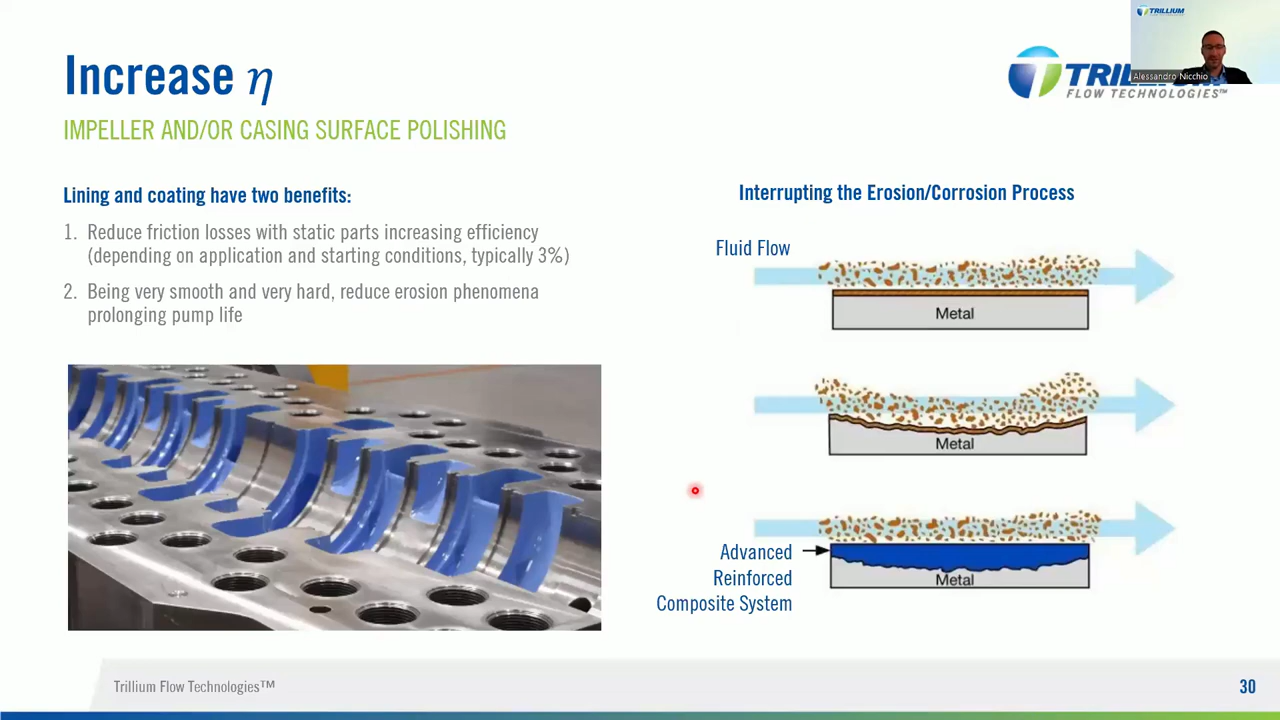 Increase η
IMPELLER AND/OR CASING SURFACE POLISHING
TRILLIUM
Alessandro Nicchio
FLOW TECHNOLOGIES™
Lining and coating have two benefits:
1. Reduce friction losses with static parts increasing efficiency
(depending on application and starting conditions, typically 3%)
2. Being very smooth and very hard, reduce erosion phenomena
prolonging pump life
Interrupting the Erosion/Corrosion Process
Fluid Flow
Metal
Metal
Advanced
Reinforced
Composite System
Metal
Trillium Flow Technologies™
30